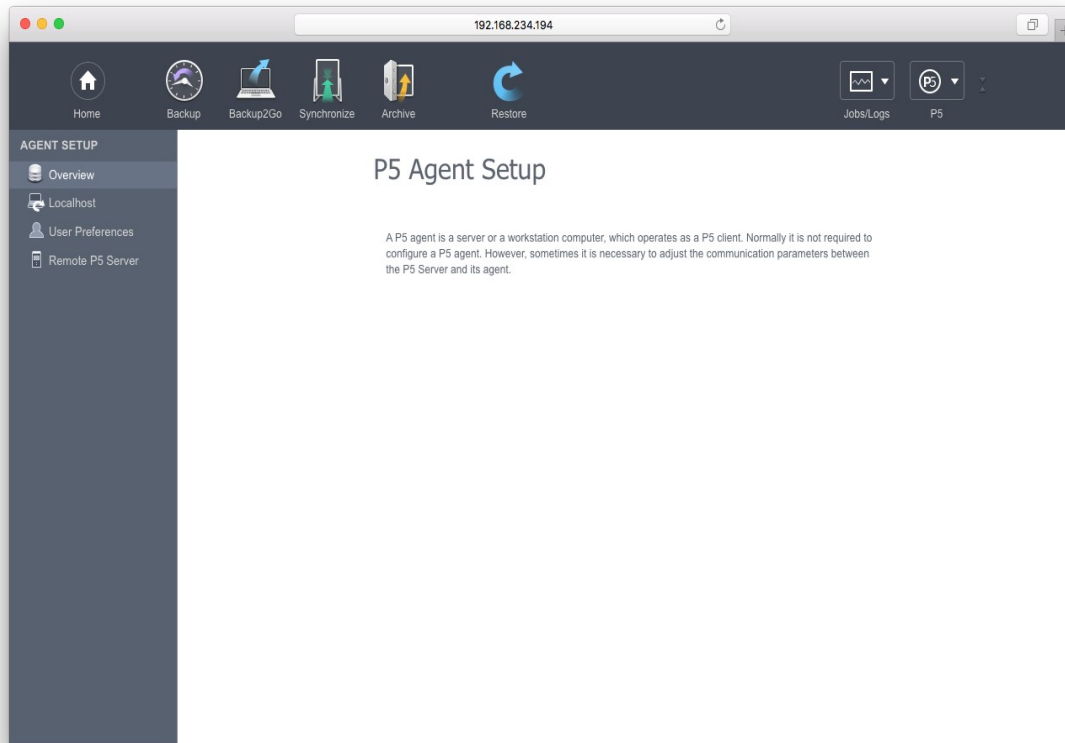 192.168.234.194
Home
Backup
Backup2Go
Synchronize
Archive
Restore
Jobs/Logs
P5
P5
AGENT SETUP
Overview
Localhost
User Preferences
Remote P5 Server
P5 Agent Setup
A P5 agent is a server or a workstation computer, which operates as a P5 client. Normally it is not required to
configure a P5 agent. However, sometimes it is necessary to adjust the communication parameters between
the P5 Server and its agent.